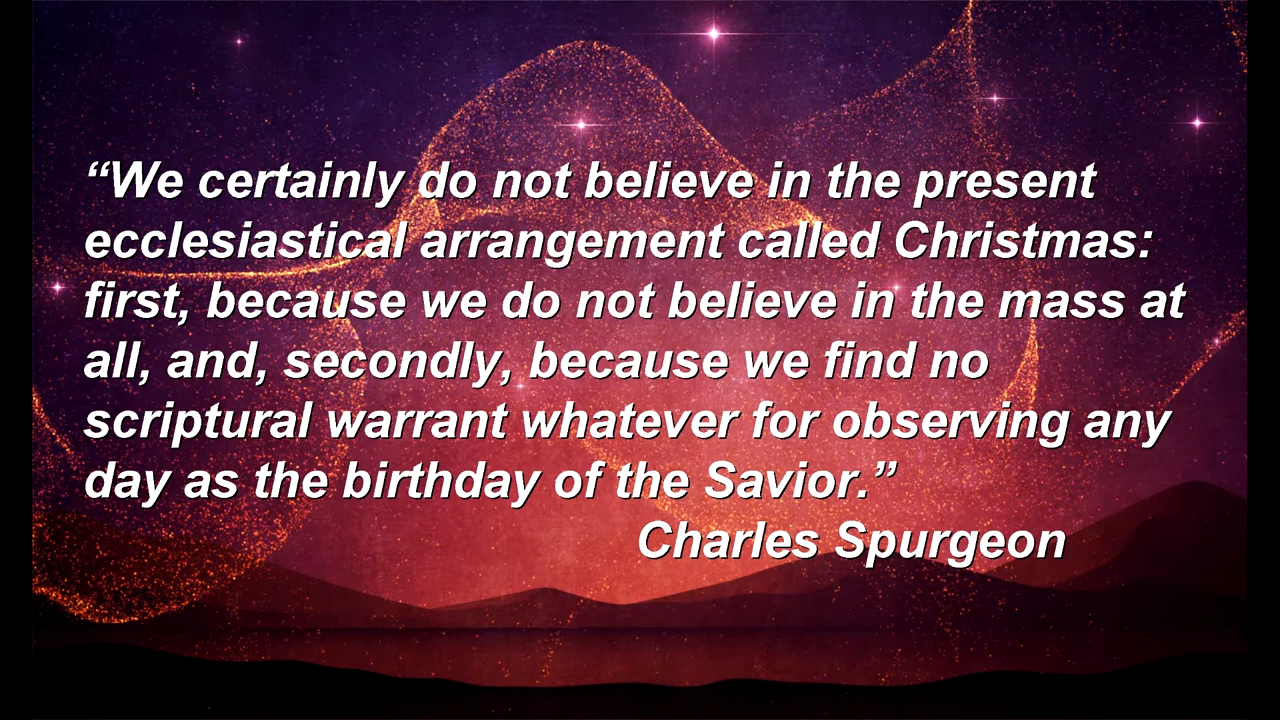 “We certainly do not believe in the present
ecclesiastical arrangement called Christmas:
first, because we do not believe in the mass at
all, and, secondly, because we find no
scriptural warrant whatever for observing any
day as the birthday of the Savior.”
Charles Spurgeon